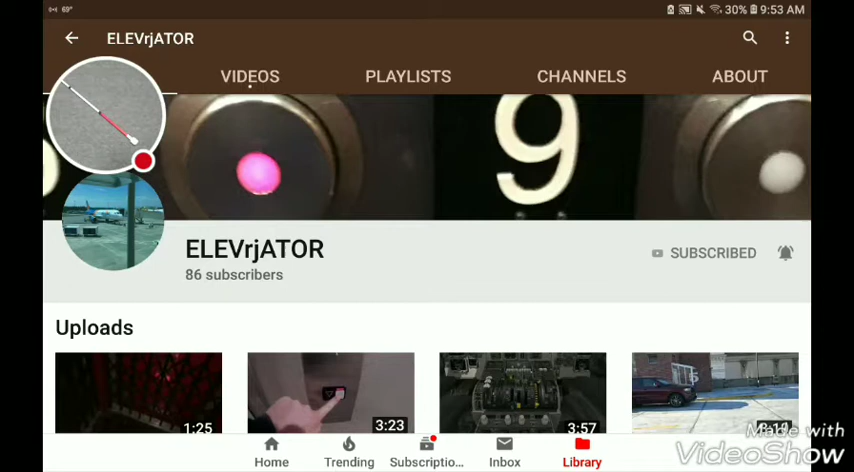 69°
30% 9:53 AM
ELEVrjATOR
VIDEOS PLAYLISTS CHANNELS ABOUT
9
ELEVrjATOR
SUBSCRIBED
86 subscribers
Uploads
1:25 3:23 3:57
Home Trending Subscriptio... Inbox Library
Made with
VideoShow